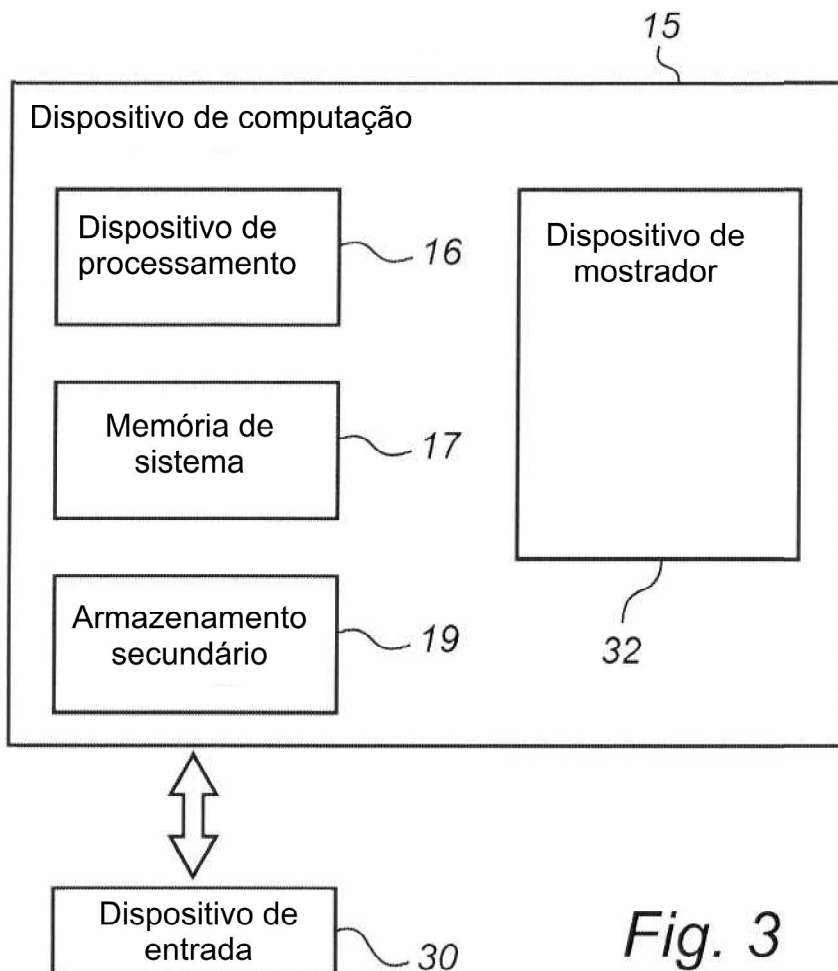 15
Dispositivo de computação
Dispositivo de
processamento
16
Dispositivo de
mostrador
Memória de
sistema
17
Armazenamento
secundário
19
32
Dispositivo de
entrada
30
Fig. 3